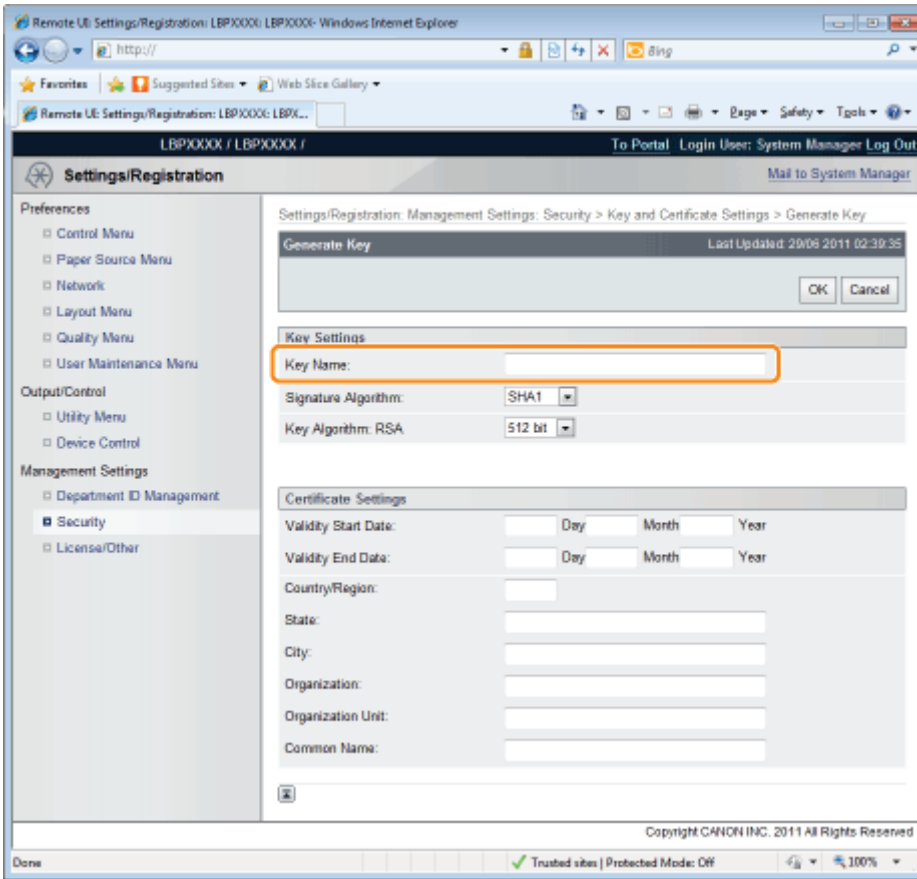 Remote UI: Settings/Registration: LBPXXXX: LBPXXXX- Windows Internet Explorer
http:// Bing
Favorites Suggested Sites Web Slice Gallery
Remote UI: Settings/Registration: LBPXXXX: LBPX... Page Safety Tools
LBPXXXX / LBPXXXX / To Portal Login User: System Manager Log Out
Settings/Registration Mail to System Manager
Preferences
Control Menu
Paper Source Menu
Network
Layout Menu
Quality Menu
User Maintenance Menu
Output/Control
Utility Menu
Device Control
Management Settings
Department ID Management
Security
License/Other
Settings/Registration: Management Settings: Security > Key and Certificate Settings > Generate Key
Generate Key Last Updated: 29/06 2011 02:39:35
OK Cancel
Key Settings
Key Name:
Signature Algorithm: SHA1
Key Algorithm: RSA 512 bit
Certificate Settings
Validity Start Date: Day Month Year
Validity End Date: Day Month Year
Country/Region:
State:
City:
Organization:
Organization Unit:
Common Name:
Copyright CANON INC. 2011 All Rights Reserved
Done Trusted sites | Protected Mode: Off 100%